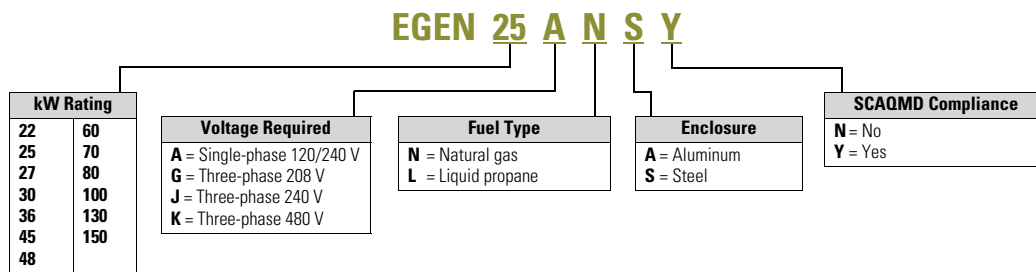 EGEN 25 A N S Y
kW Rating
22 60
25 70
27 80
30 100
36 130
45 150
48
Voltage Required
A = Single-phase 120/240 V
G = Three-phase 208 V
J = Three-phase 240 V
K = Three-phase 480 V
Fuel Type
N = Natural gas
L = Liquid propane
Enclosure
A = Aluminum
S = Steel
SCAQMD Compliance
N = No
Y = Yes